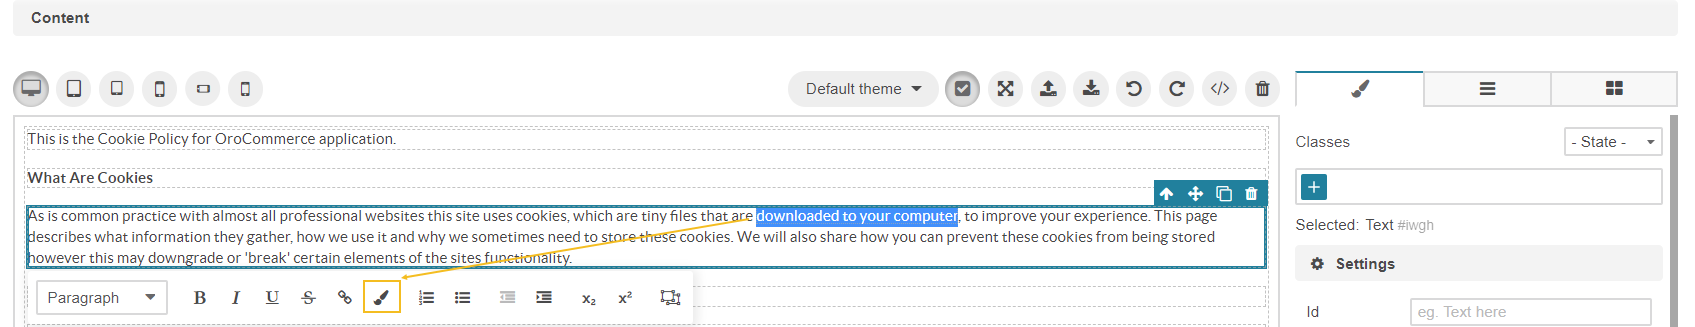 Content
Default theme
</>
Classes
- State -
+
This is the Cookie Policy for OroCommerce application.
What Are Cookies
As is common practice with almost all professional websites this site uses cookies, which are tiny files that are downloaded to your computer, to improve your experience. This page
describes what information they gather, how we use it and why we sometimes need to store these cookies. We will also share how you can prevent these cookies from being stored
however this may downgrade or 'break' certain elements of the sites functionality.
Paragraph
B I U S x₂ x²
Selected: Text #iwgh
Settings
Id
eg. Text here